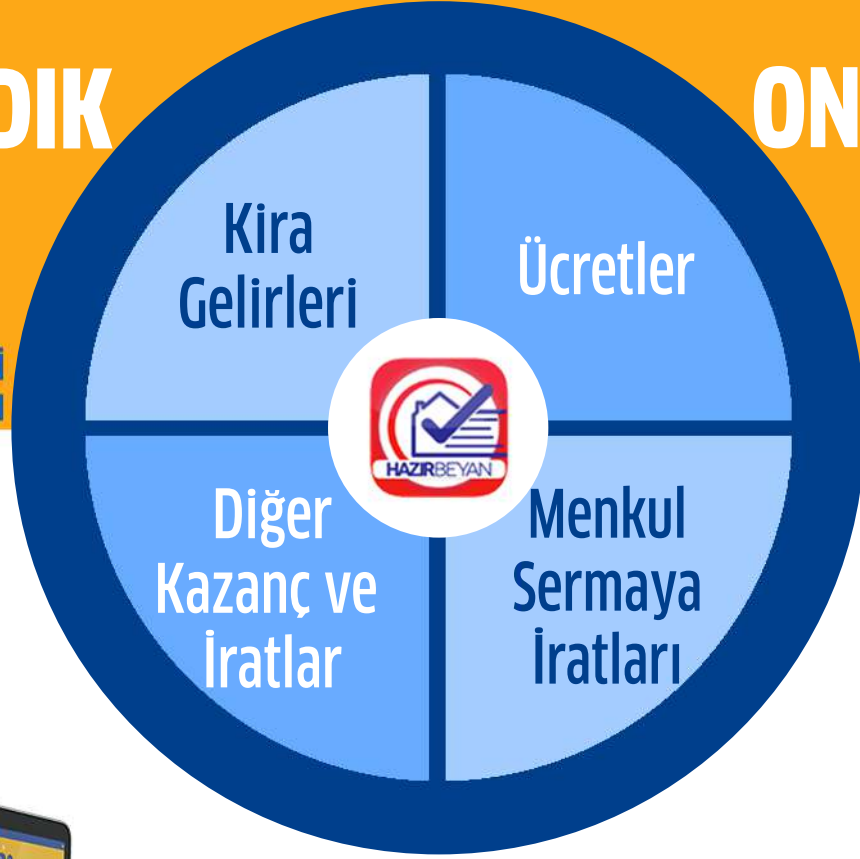 DIK
ON
Kira
Gelirleri
Ücretler
HAZIRBEYAN
Diğer
Kazanç ve
İratlar
Menkul
Sermaya
İratları